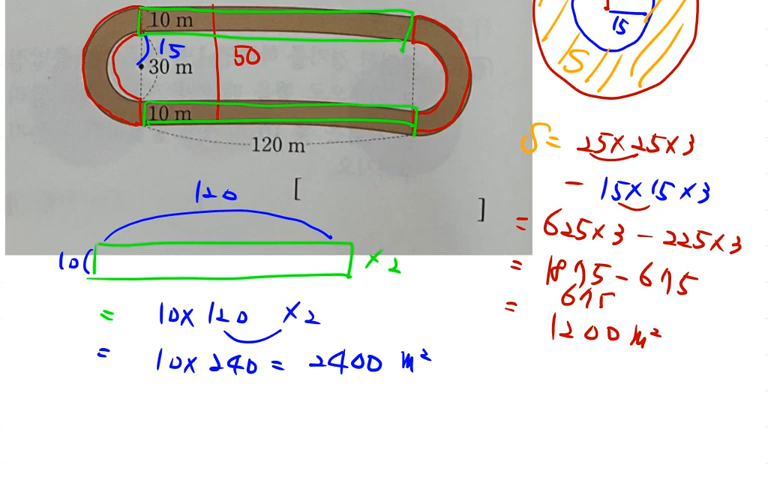 10 m
15
50
30 m
10 m
120 m
[
]
15
S
S = 25×25×3
- 15×15×3
= 625×3 - 225×3
= 1875-675
675
= 1200 m²
120
10( ×2
= 10×120 ×2
= 10×240 = 2400 m²